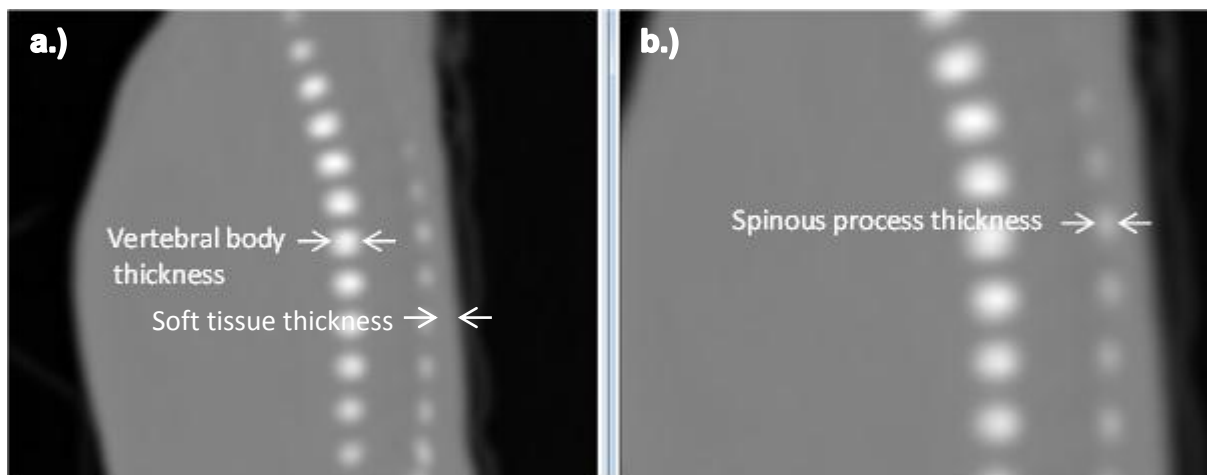 a.)
Vertebral body
thickness
Soft tissue thickness
b.)
Spinous process thickness